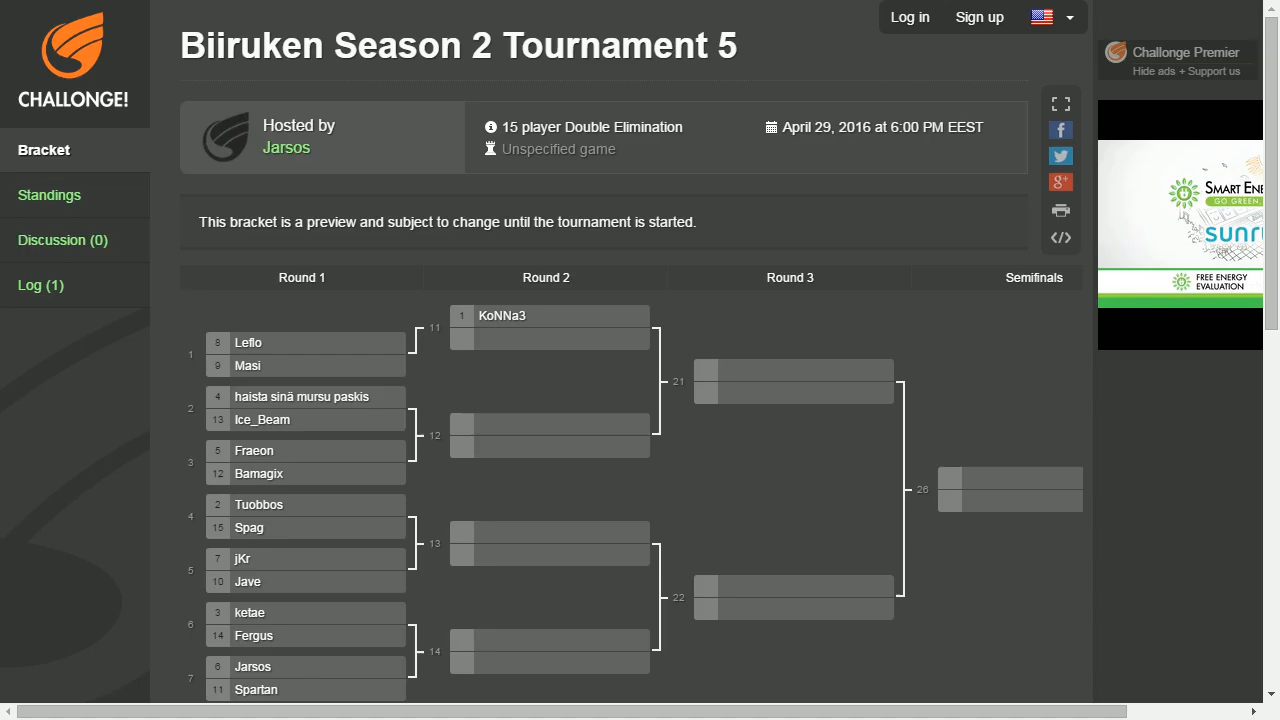 Log in
Sign up
CHALLONGE!
Biiruken Season 2 Tournament 5
Challonge Premier
Hide ads + Support us
Hosted by
Jarsos
15 player Double Elimination
Unspecified game
April 29, 2016 at 6:00 PM EEST
Bracket
Standings
Discussion (0)
Log (1)
This bracket is a preview and subject to change until the tournament is started.
f
g+
</>
SMART ENE
GO GREEN.
sunr
FREE ENERGY
EVALUATION
Round 1
Round 2
Round 3
Semifinals
1
8 Leflo
9 Masi
2
4 haista sinä mursu paskis
13 Ice_Beam
3
5 Fraeon
12 Bamagix
4
2 Tuobbos
15 Spag
5
7 jKr
10 Jave
6
3 ketae
14 Fergus
7
6 Jarsos
11 Spartan
11
1 KoNNa3
12
13
14
21
22
26